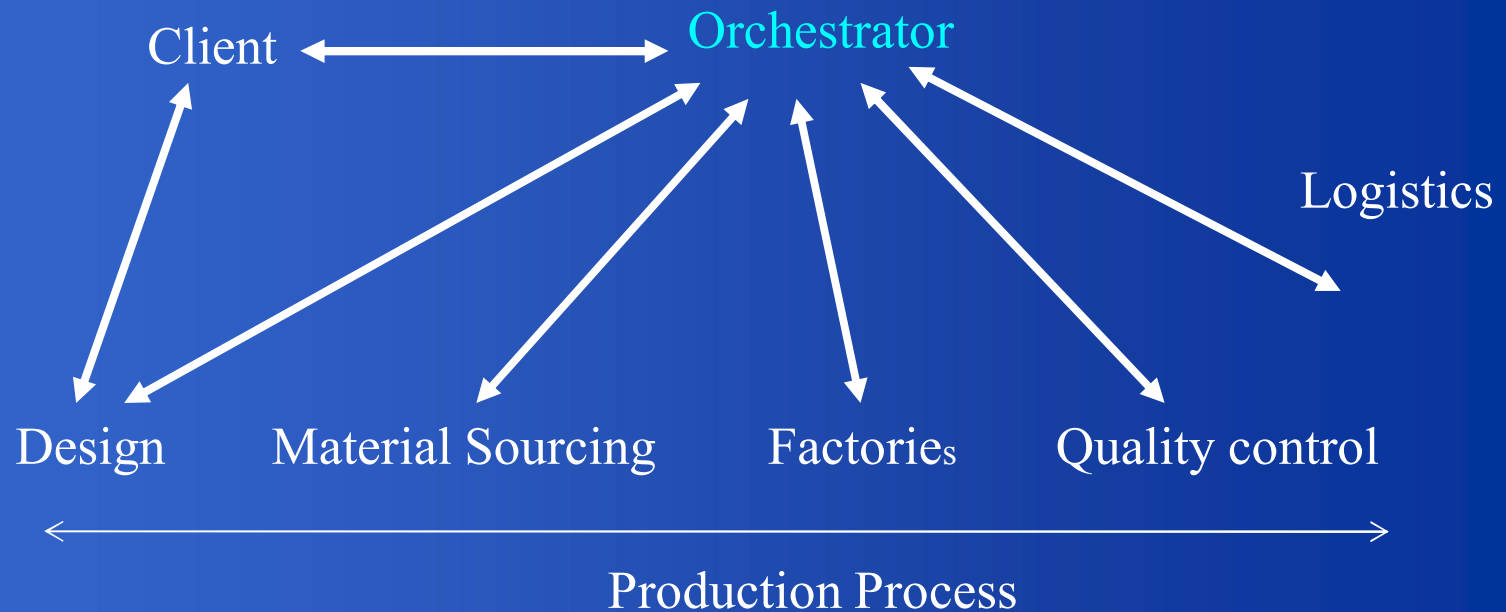 Client
Orchestrator
Logistics
Design
Material Sourcing
Factories
Quality control
Production Process